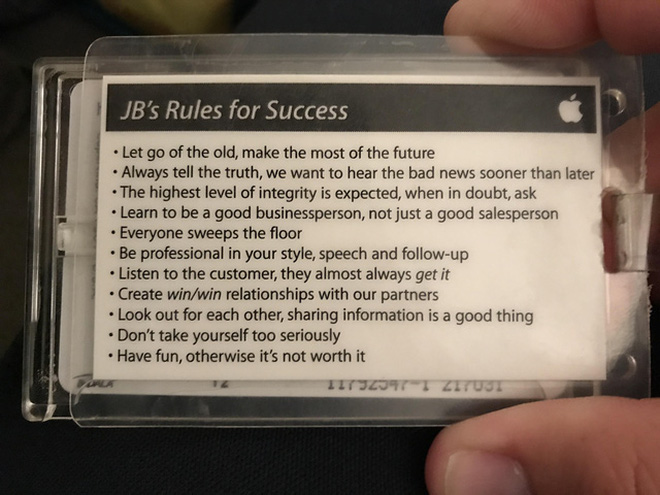 JB's Rules for Success
• Let go of the old, make the most of the future
• Always tell the truth, we want to hear the bad news sooner than later
• The highest level of integrity is expected, when in doubt, ask
• Learn to be a good businessperson, not just a good salesperson
• Everyone sweeps the floor
• Be professional in your style, speech and follow-up
• Listen to the customer, they almost always get it
• Create win/win relationships with our partners
• Look out for each other, sharing information is a good thing
• Don't take yourself too seriously
• Have fun, otherwise it's not worth it